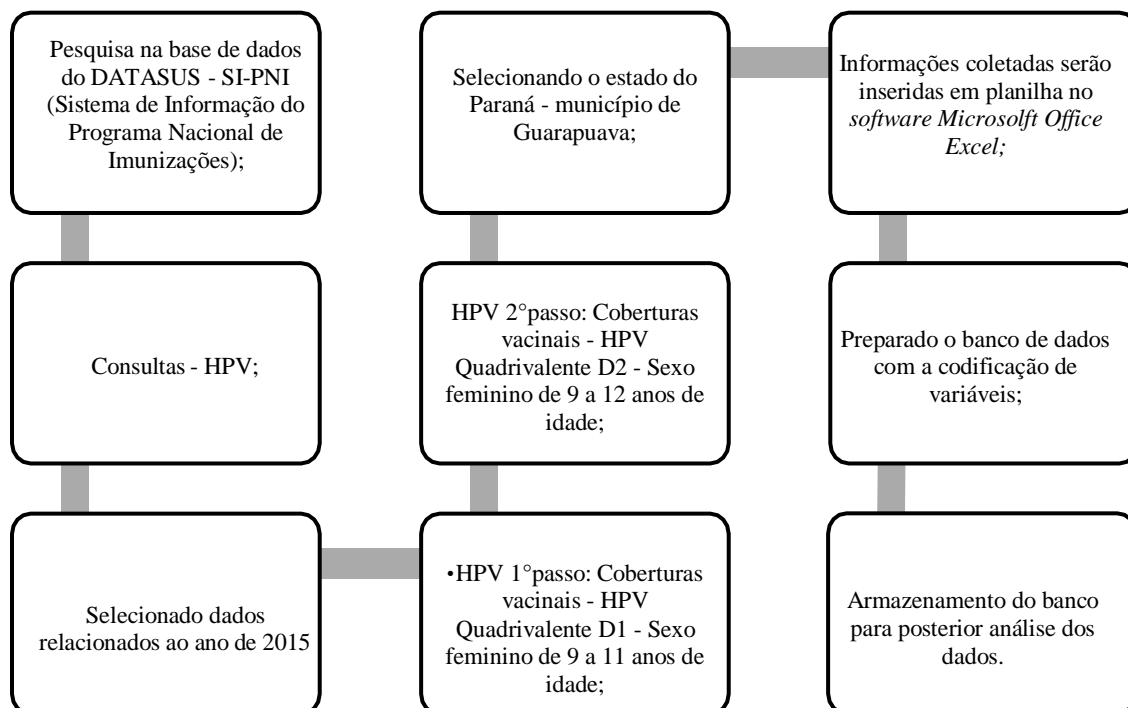 Pesquisa na base de dados
do DATASUS - SI-PNI
(Sistema de Informação do
Programa Nacional de
Imunizações);
Consultas - HPV;
Selecionado dados
relacionados ao ano de 2015
•HPV 1°passo: Coberturas
vacinais - HPV
Quadrivalente D1 - Sexo
feminino de 9 a 11 anos de
idade;
HPV 2°passo: Coberturas
vacinais - HPV
Quadrivalente D2 - Sexo
feminino de 9 a 12 anos de
idade;
Selecionando o estado do
Paraná - município de
Guarapuava;
Informações coletadas serão
inseridas em planilha no
software Microsolft Office
Excel;
Preparado o banco de dados
com a codificação de
variáveis;
Armazenamento do banco
para posterior análise dos
dados.